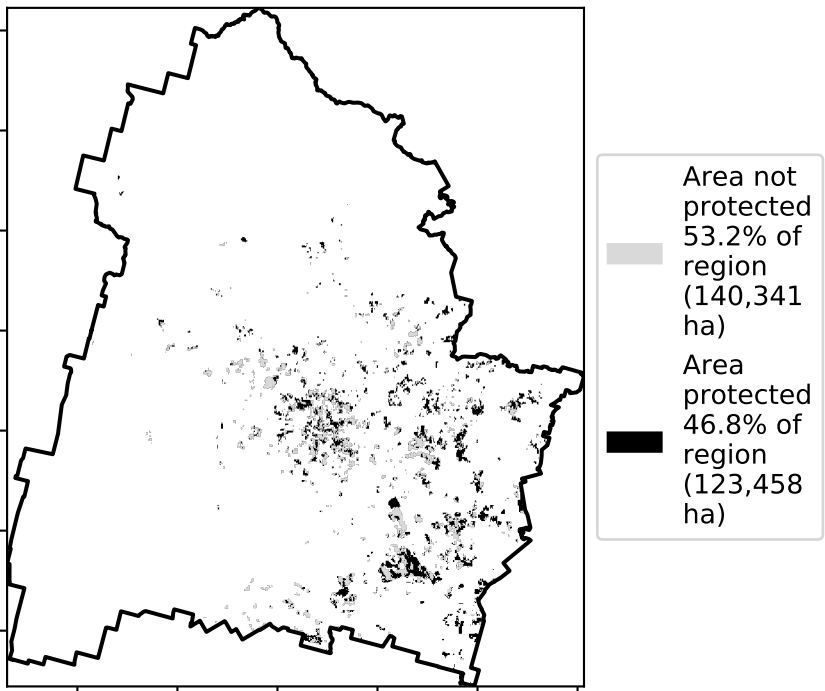 Area not
protected
53.2% of
region
(140,341
ha)
Area
protected
46.8% of
region
(123,458
ha)